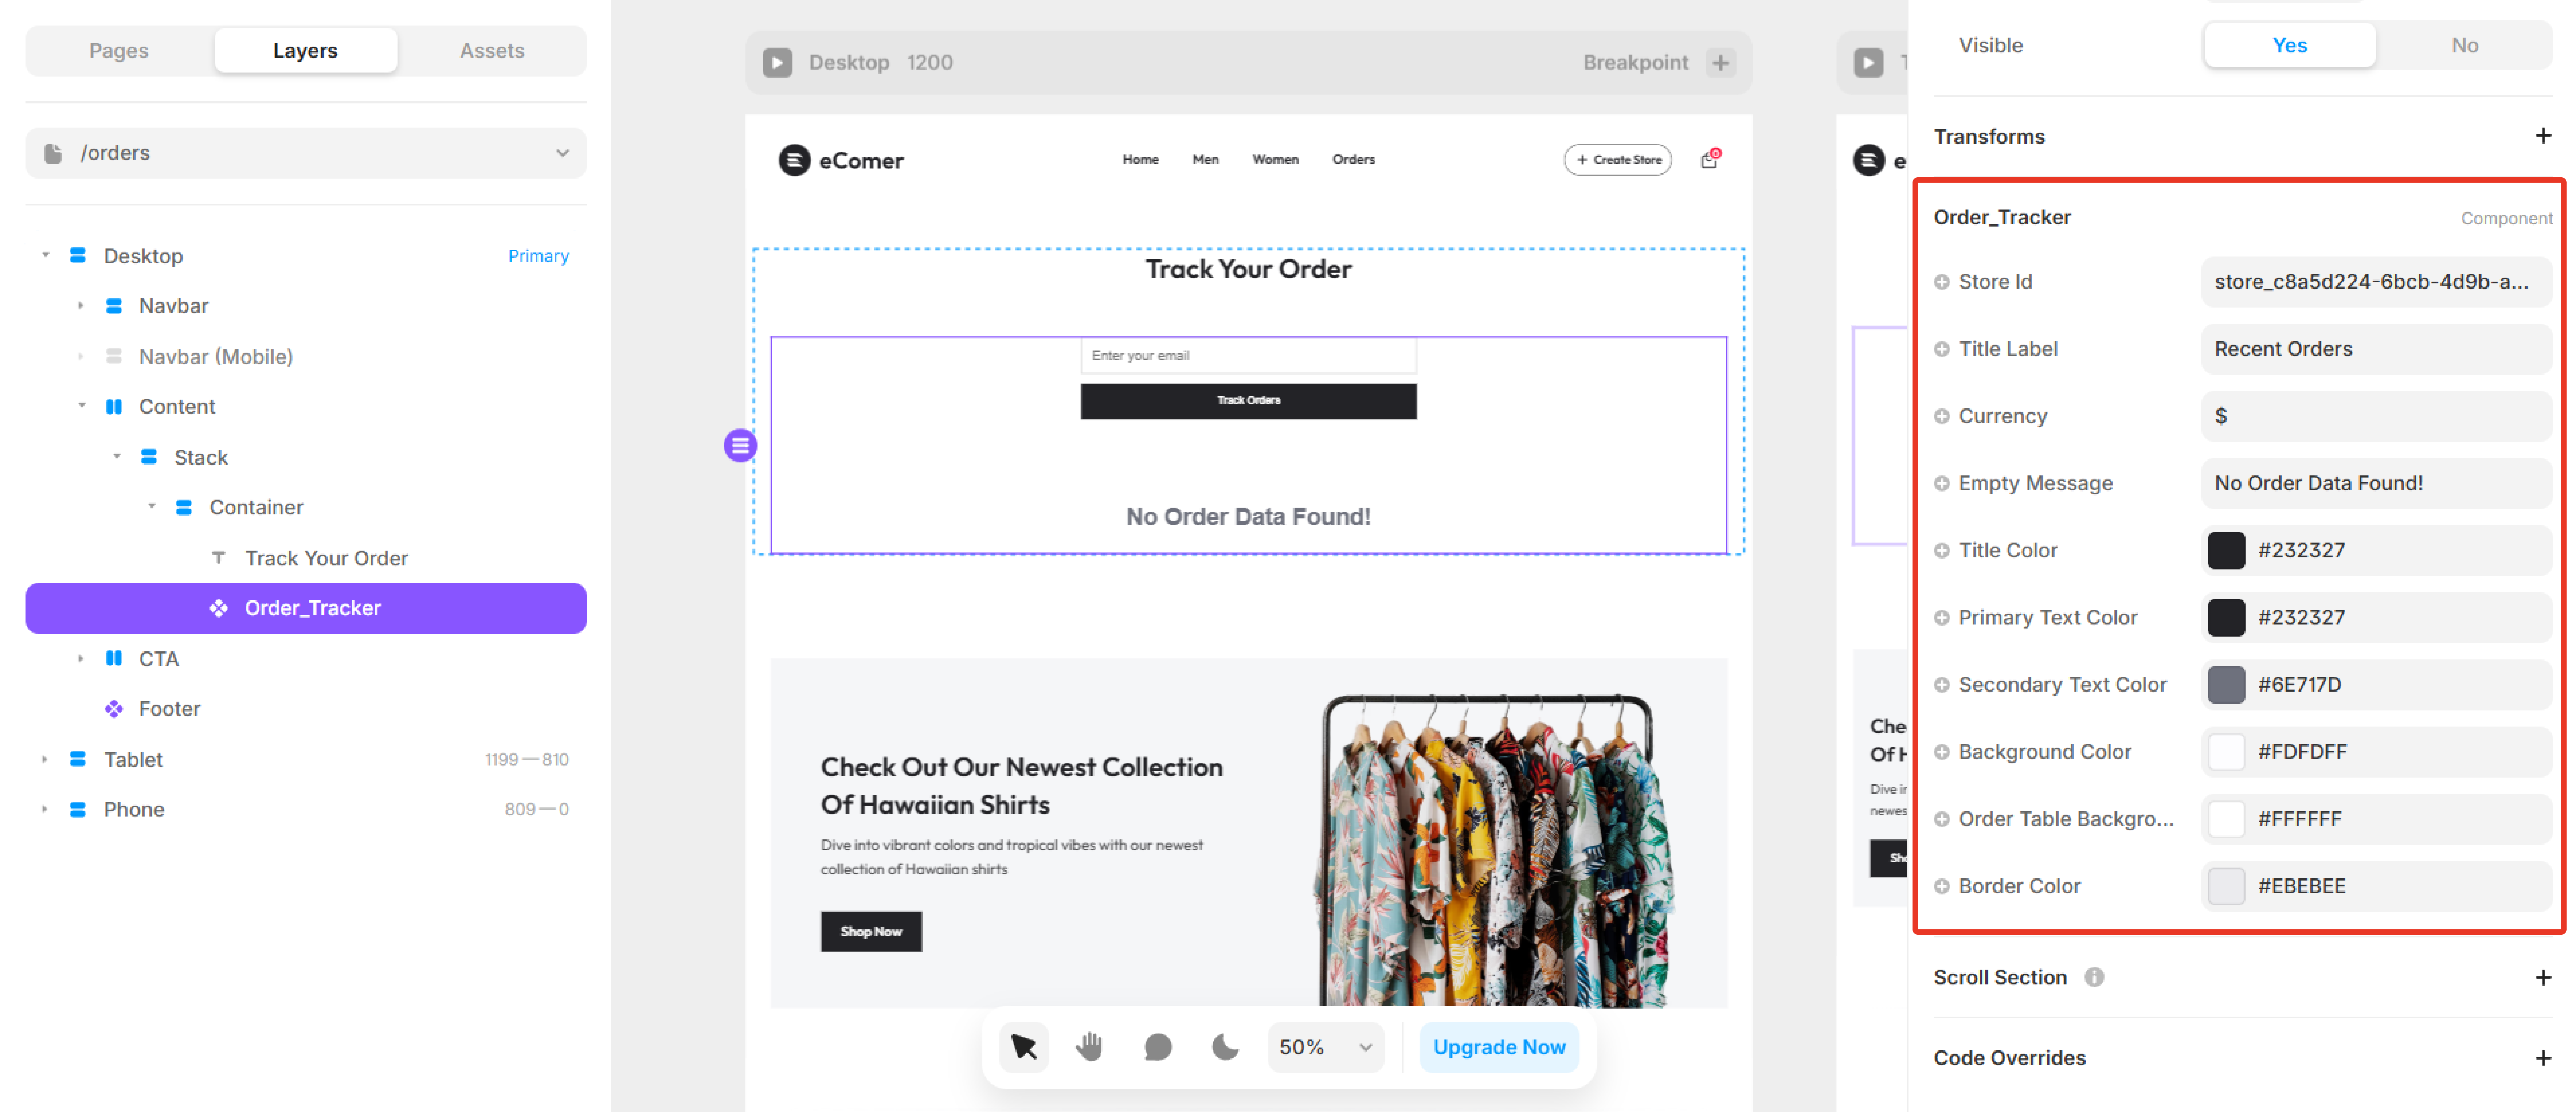 Pages
Layers
Assets
/orders
Desktop
Primary
Navbar
Navbar (Mobile)
Content
Stack
Container
Track Your Order
Order_Tracker
CTA
Footer
Tablet
1199—810
Phone
809—0
Desktop 1200
Breakpoint
eComer
Home
Men
Women
Orders
+ Create Store
0
Track Your Order
Enter your email
Track Orders
No Order Data Found!
Check Out Our Newest Collection
Of Hawaiian Shirts
Dive into vibrant colors and tropical vibes with our newest
collection of Hawaiian shirts
Shop Now
50%
Upgrade Now
Visible
Yes
No
Transforms
Order_Tracker
Component
Store Id
store_c8a5d224-6bcb-4d9b-a...
Title Label
Recent Orders
Currency
$
Empty Message
No Order Data Found!
Title Color
#232327
Primary Text Color
#232327
Secondary Text Color
#6E717D
Background Color
#FDFDFF
Order Table Backgro...
#FFFFFF
Border Color
#EBEBEE
Scroll Section
Code Overrides